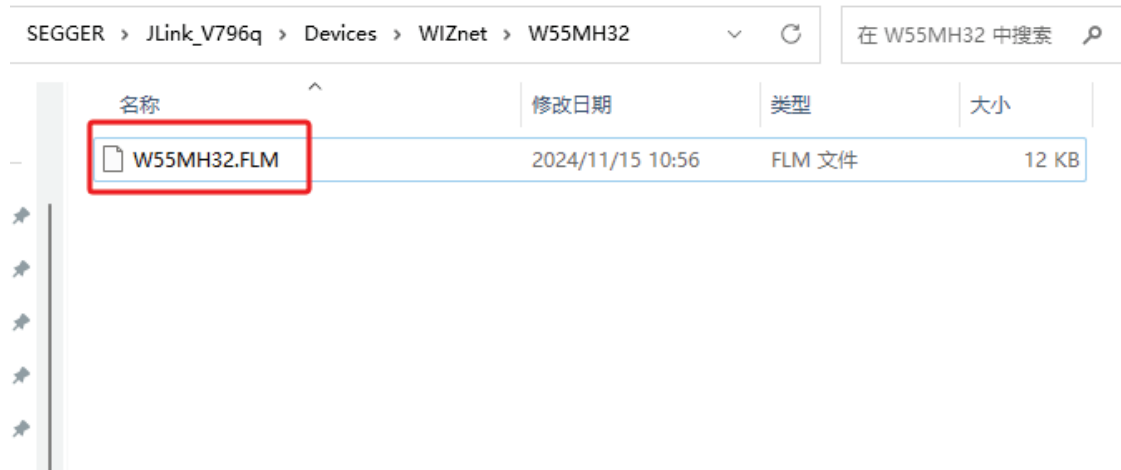 SEGGER › JLink_V796q › Devices › WIZnet › W55MH32 在 W55MH32 中搜索
名称 修改日期 类型 大小
W55MH32.FLM 2024/11/15 10:56 FLM 文件 12 KB